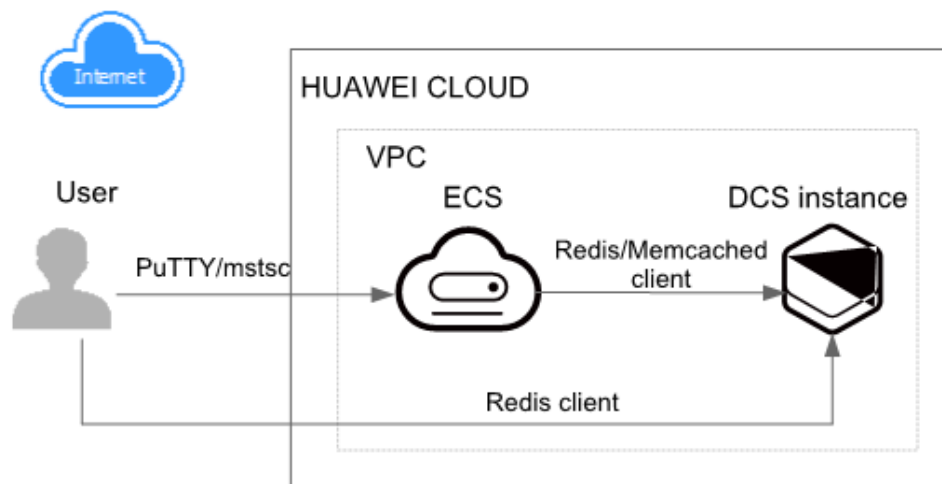 Internet
HUAWEI CLOUD
VPC
User
ECS
DCS instance
PuTTY/mstsc
Redis/Memcached
client
Redis client